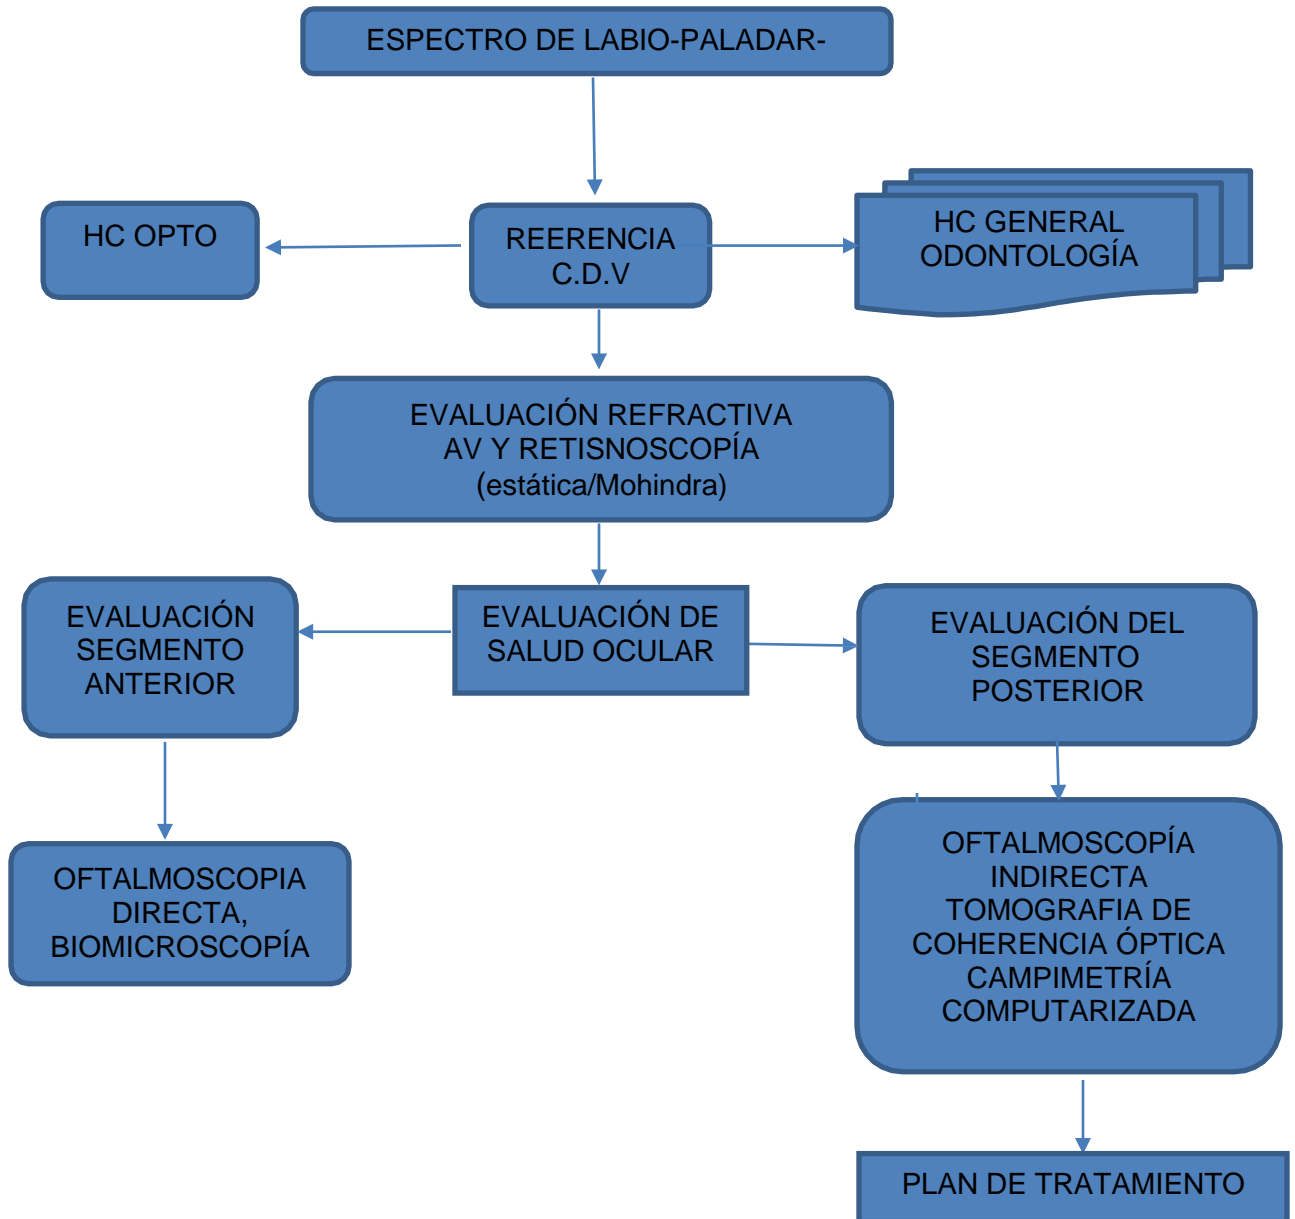 ESPECTRO DE LABIO-PALADAR-
HC OPTO
REERENCIA
C.D.V
HC GENERAL
ODONTOLOGÍA
EVALUACIÓN REFRACTIVA
AV Y RETISNOSCOPÍA
(estática/Mohindra)
EVALUACIÓN
SEGMENTO
ANTERIOR
EVALUACIÓN DE
SALUD OCULAR
EVALUACIÓN DEL
SEGMENTO
POSTERIOR
OFTALMOSCOPIA
DIRECTA,
BIOMICROSCOPÍA
OFTALMOSCOPÍA
INDIRECTA
TOMOGRAFIA DE
COHERENCIA ÓPTICA
CAMPIMETRÍA
COMPUTARIZADA
PLAN DE TRATAMIENTO